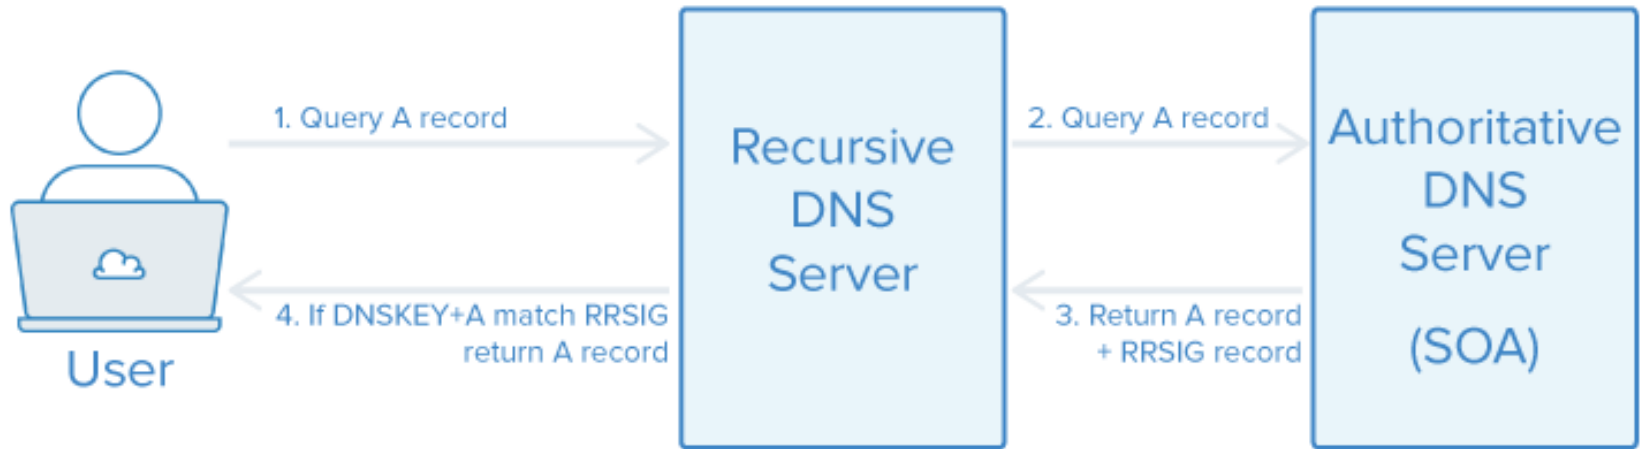 1. Query A record
2. Query A record
Recursive
DNS
Server
Authoritative
DNS
Server
(SOA)
4. If DNSKEY+A match RRSIG
return A record
3. Return A record
+ RRSIG record
User